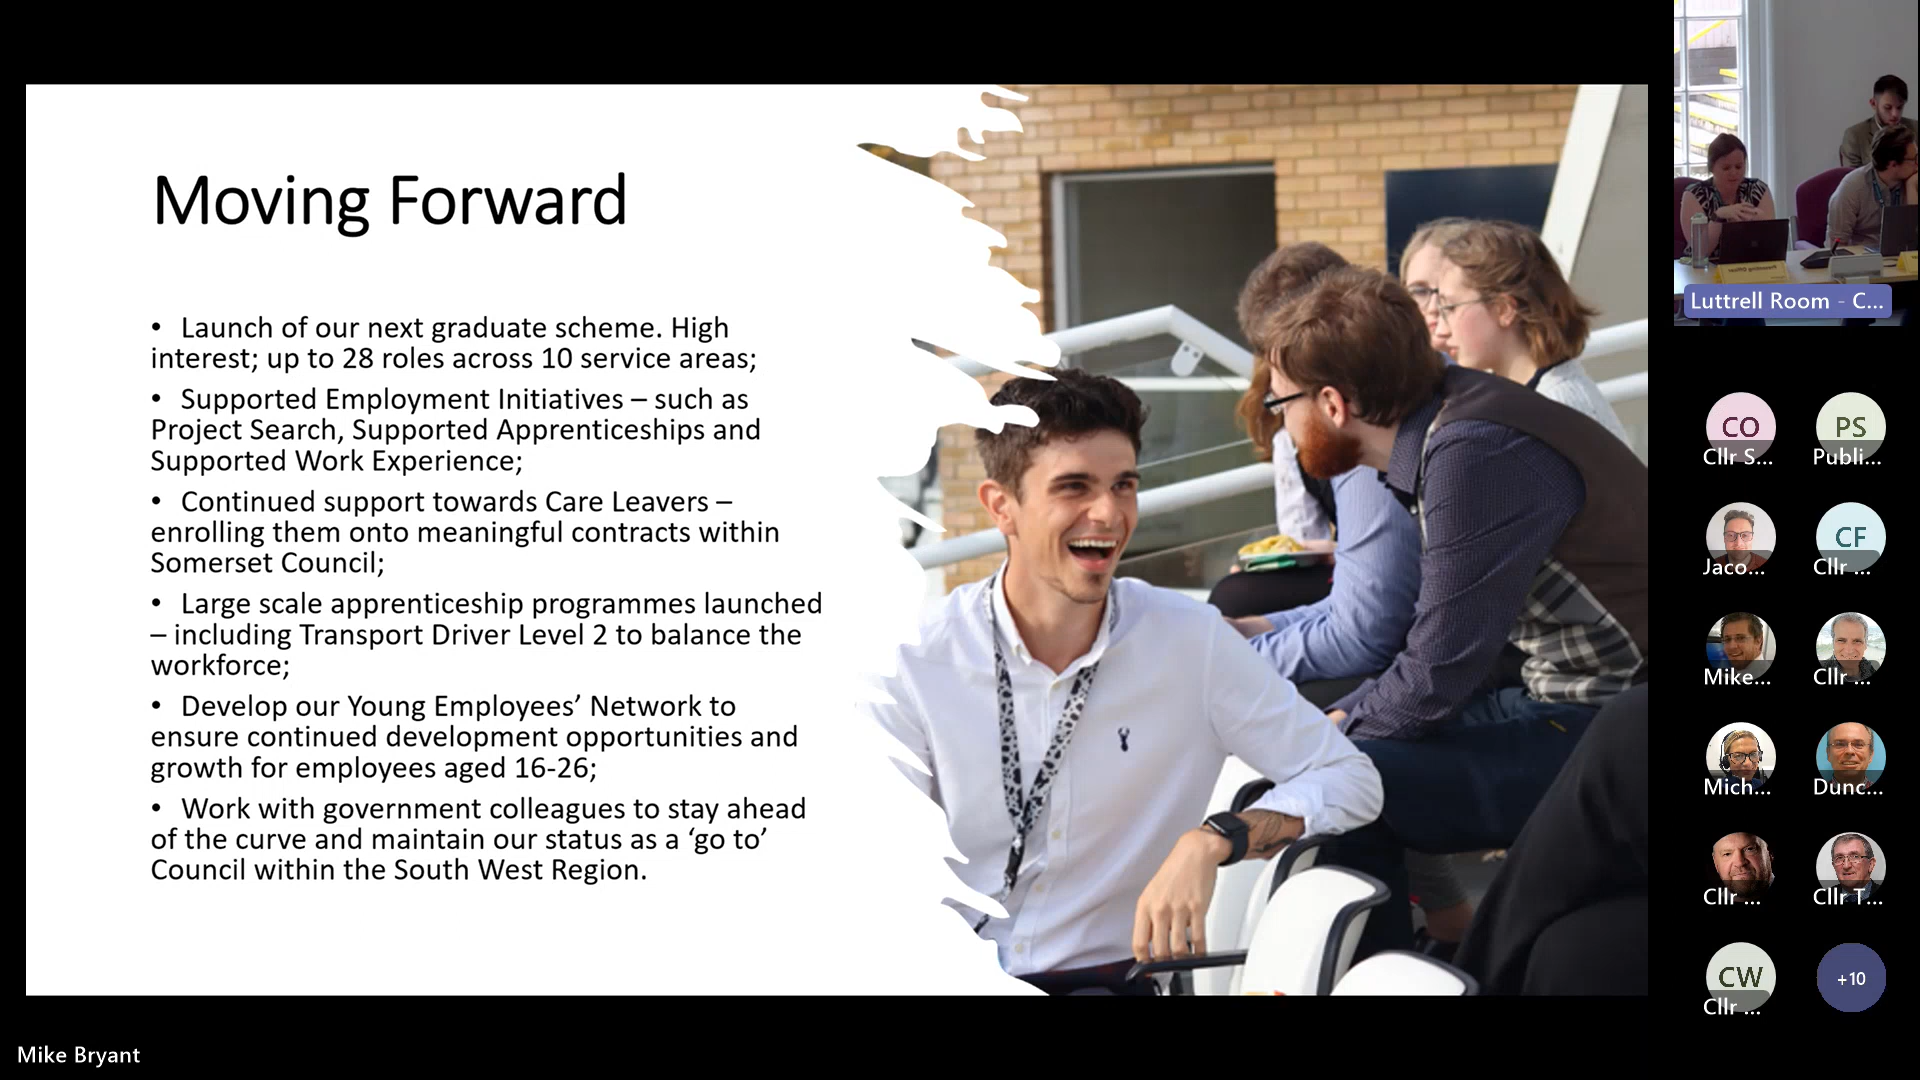 Moving Forward
• Launch of our next graduate scheme. High
interest; up to 28 roles across 10 service areas;
• Supported Employment Initiatives – such as
Project Search, Supported Apprenticeships and
Supported Work Experience;
• Continued support towards Care Leavers –
enrolling them onto meaningful contracts within
Somerset Council;
• Large scale apprenticeship programmes launched
– including Transport Driver Level 2 to balance the
workforce;
• Develop our Young Employees’ Network to
ensure continued development opportunities and
growth for employees aged 16-26;
• Work with government colleagues to stay ahead
of the curve and maintain our status as a ‘go to’
Council within the South West Region.
Mike Bryant
Luttrell Room - C...
CO
Cllr S...
PS
Publi...
Jaco...
CF
Cllr ...
Mike...
Cllr ...
Mich...
Dunc...
Cllr ...
Cllr T...
CW
Cllr ...
+10